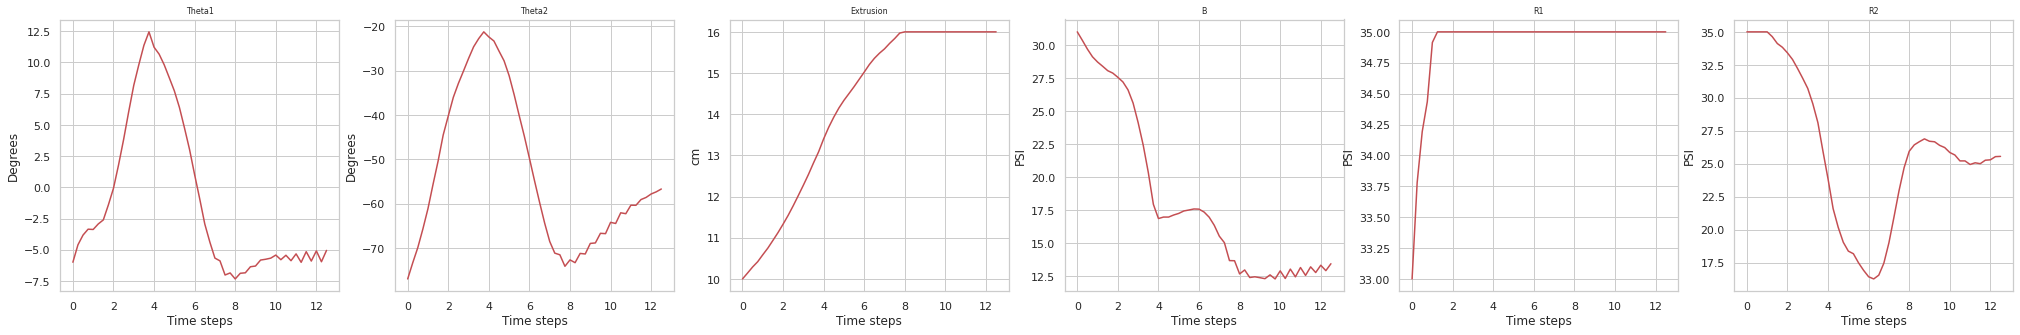 Theta1
Degrees
12.5
10.0
7.5
5.0
2.5
0.0
−2.5
−5.0
−7.5
0 2 4 6 8 10 12
Time steps
Theta2
Degrees
−20
−30
−40
−50
−60
−70
0 2 4 6 8 10 12
Time steps
Extrusion
cm
16
15
14
13
12
11
10
0 2 4 6 8 10 12
Time steps
B
PSI
30.0
27.5
25.0
22.5
20.0
17.5
15.0
12.5
0 2 4 6 8 10 12
Time steps
R1
PSI
35.00
34.75
34.50
34.25
34.00
33.75
33.50
33.25
33.00
0 2 4 6 8 10 12
Time steps
R2
PSI
35.0
32.5
30.0
27.5
25.0
22.5
20.0
17.5
0 2 4 6 8 10 12
Time steps